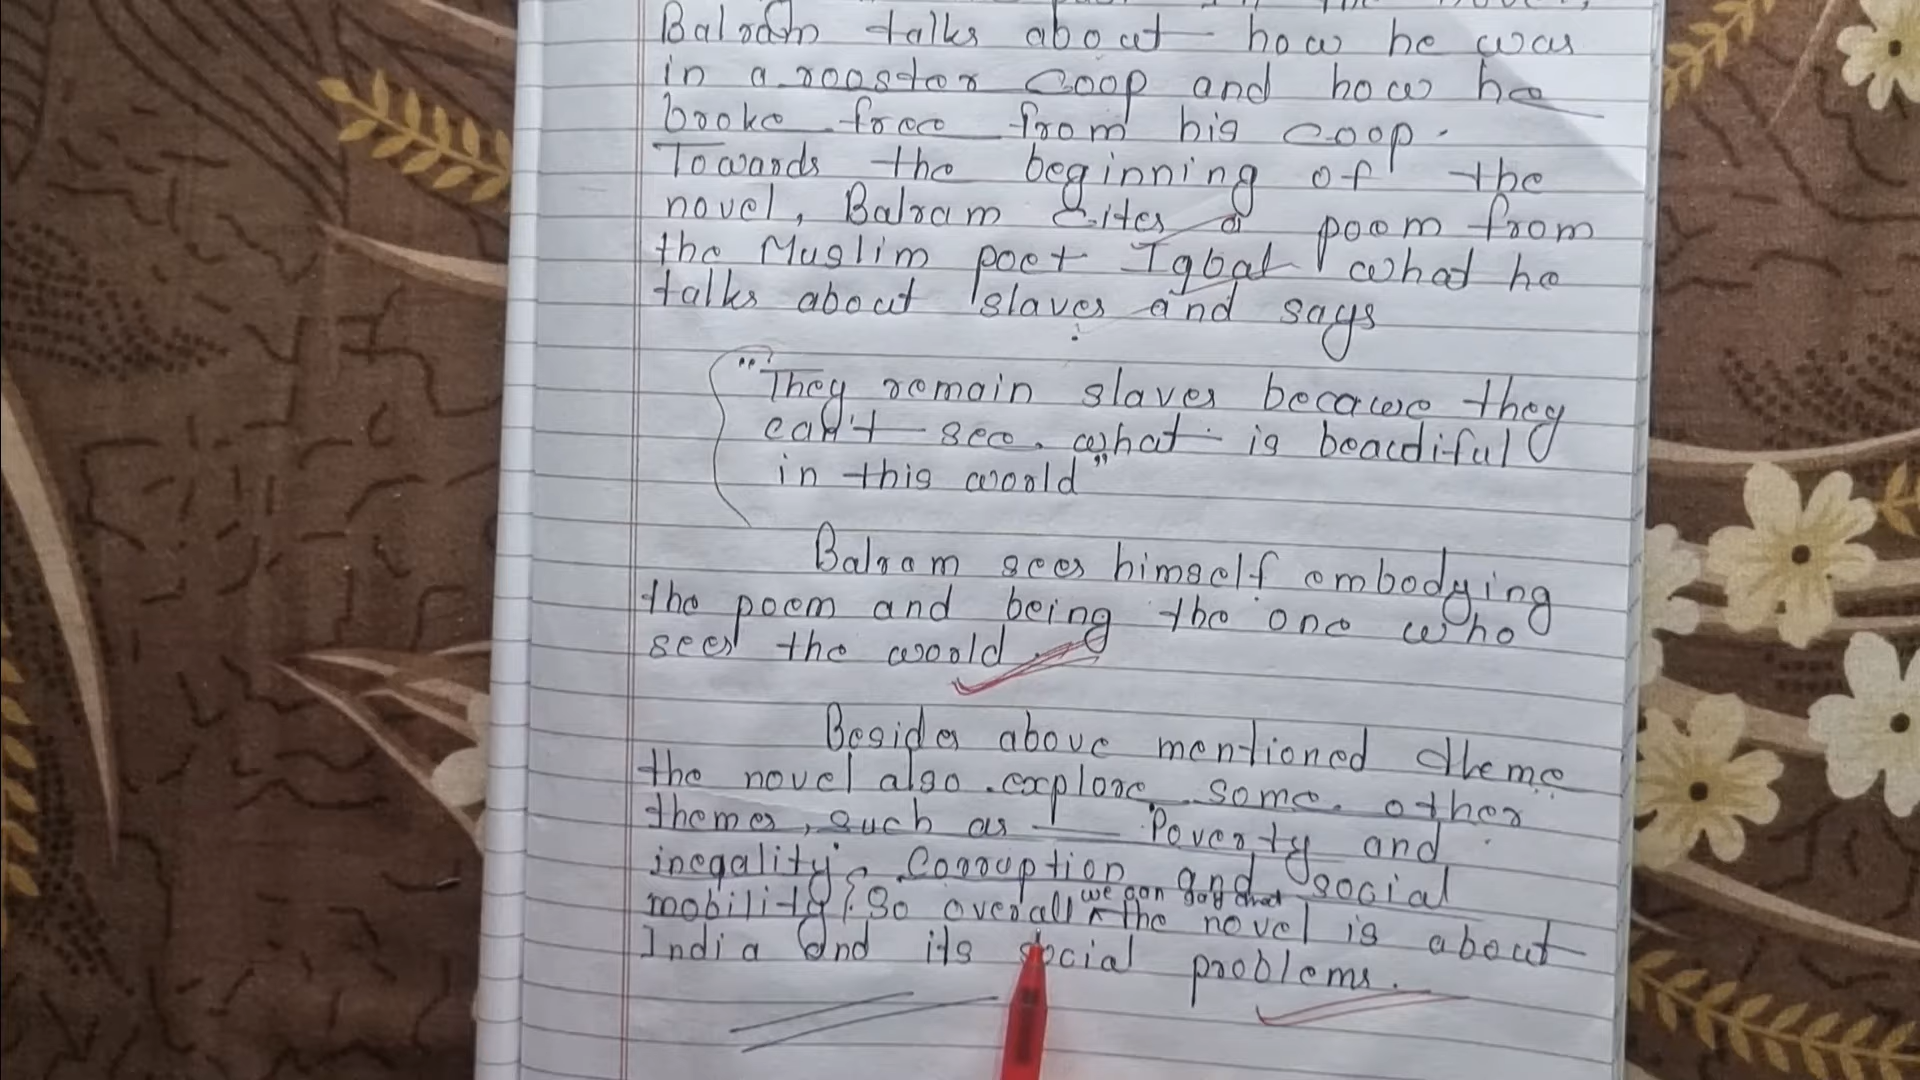 Balram talks about how he was
in a rooster coop and how he
broke free from his coop.
Towards the beginning of the
novel, Balram cites a poem from
the Muslim poet Iqbal what he
talks about slaves and says
"They remain slaves because they
can't see what is beautiful
in this world"
Balram sees himself embodying
the poem and being the one who
sees the world.
Besides above mentioned theme
the novel also explore some other
themes, such as Poverty and
ineqality, Corruption and social
mobility. So overall we can say that the novel is about
India and its social problems.